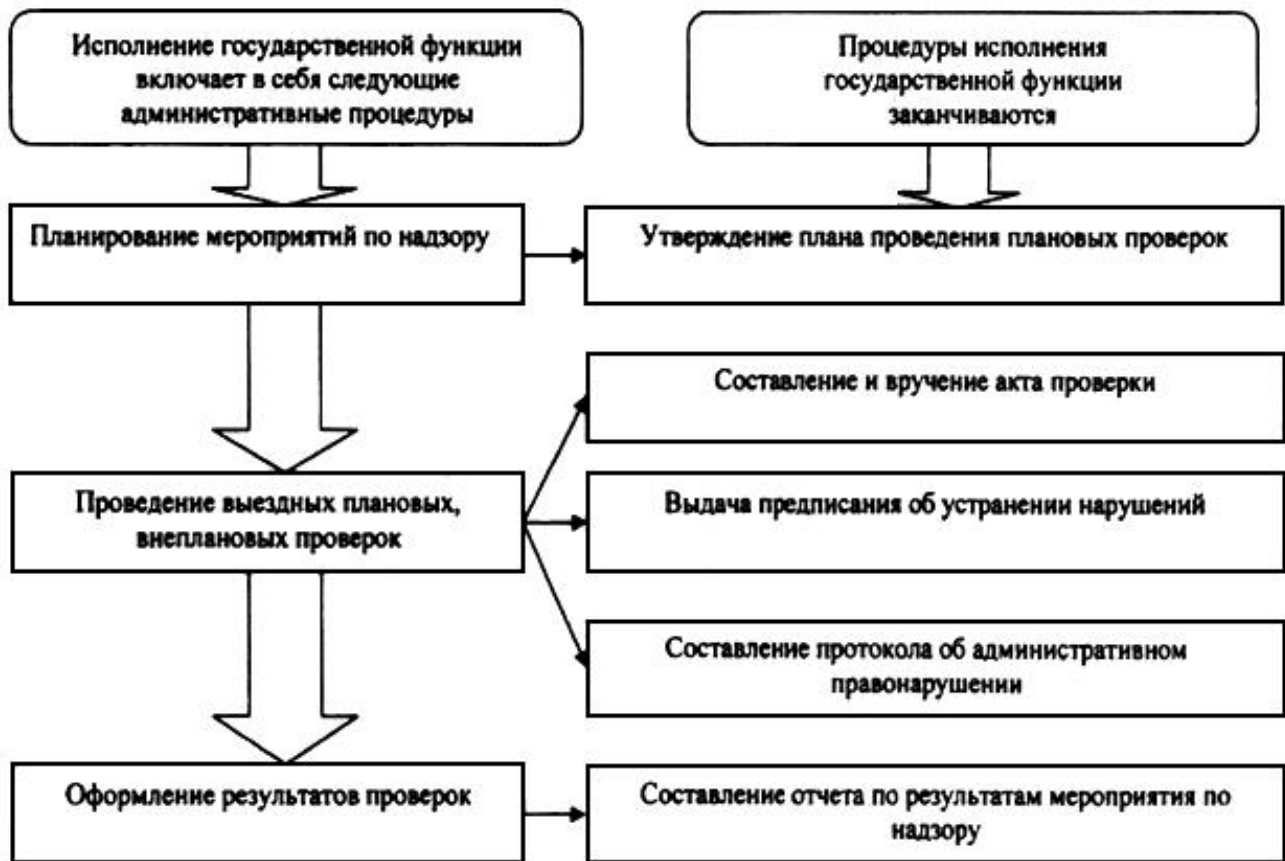 Исполнение государственной функции
включает в себя следующие
административные процедуры
Процедуры исполнения
государственной функции
заканчиваются
Планирование мероприятий по надзору
Утверждение плана проведения плановых проверок
Составление и вручение акта проверки
Проведение выездных плановых,
внеплановых проверок
Выдача предписания об устранении нарушений
Составление протокола об административном
правонарушении
Оформление результатов проверок
Составление отчета по результатам мероприятия по
надзору